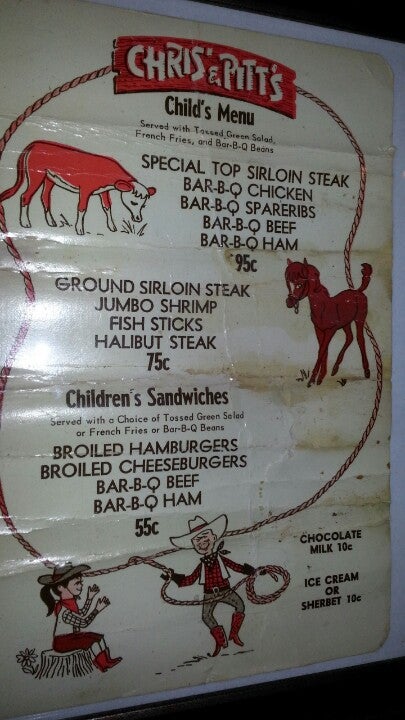 CHRIS' & PITT'S
Child's Menu
Served with Tossed Green Salad,
French Fries, and Bar-B-Q Beans
SPECIAL TOP SIRLOIN STEAK
BAR-B-Q CHICKEN
BAR-B-Q SPARERIBS
BAR-B-Q BEEF
BAR-B-Q HAM
95c
GROUND SIRLOIN STEAK
JUMBO SHRIMP
FISH STICKS
HALIBUT STEAK
75c
Children's Sandwiches
Served with a Choice of Tossed Green Salad
or French Fries or Bar-B-Q Beans
BROILED HAMBURGERS
BROILED CHEESEBURGERS
BAR-B-Q BEEF
BAR-B-Q HAM
55c
CHOCOLATE
MILK 10c
ICE CREAM
OR
SHERBET 10c